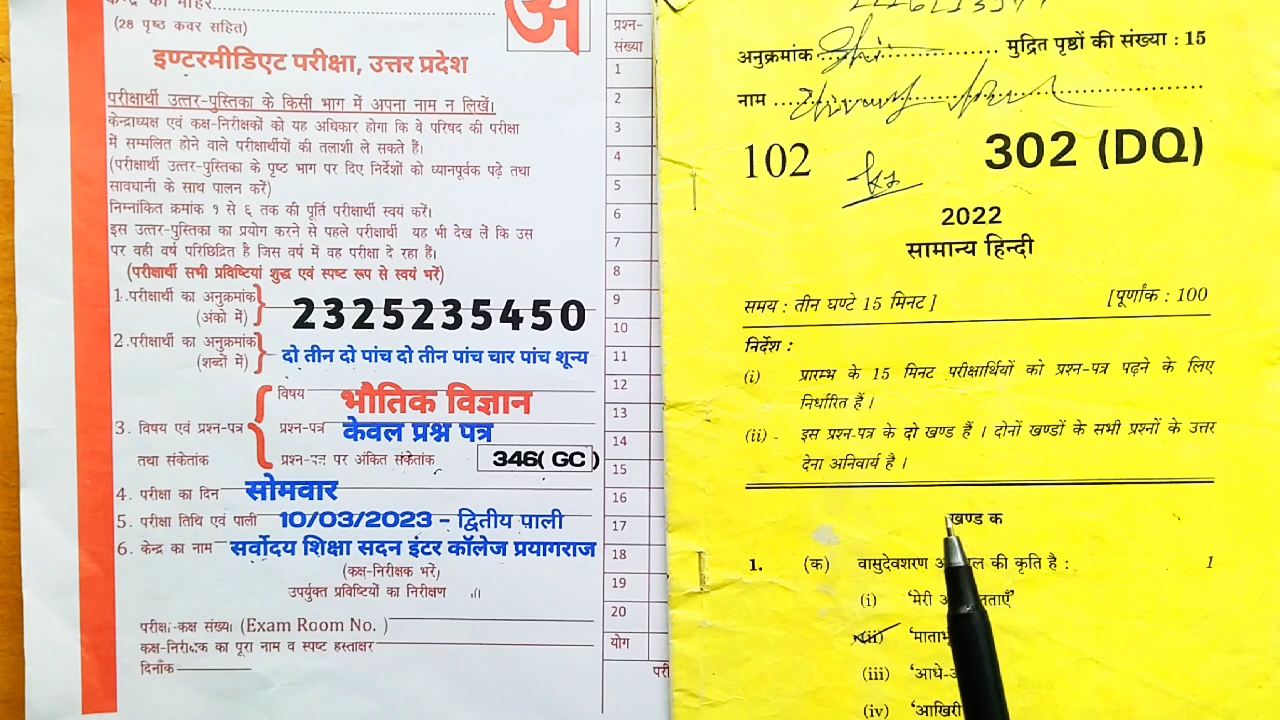 (28 पृष्ठ कवर सहित)
अ
इण्टरमीडिएट परीक्षा, उत्तर प्रदेश
परीक्षार्थी उत्तर-पुस्तिका के किसी भाग में अपना नाम न लिखें।
केन्द्राध्यक्ष एवं कक्ष-निरीक्षकों को यह अधिकार होगा कि वे परिषद की परीक्षा
में सम्मलित होने वाले परीक्षार्थीयों की तलाशी ले सकते हैं।
(परीक्षार्थी उत्तर-पुस्तिका के पृष्ठ भाग पर दिए निर्देशों को ध्यानपूर्वक पढ़े तथा
सावधानी के साथ पालन करें)
निम्नांकित क्रमांक १ से ६ तक की पूर्ति परीक्षार्थी स्वयं करें।
इस उत्तर-पुस्तिका का प्रयोग करने से पहले परीक्षार्थी यह भी देख लें कि उस
पर वही वर्ष परिछिद्रित है जिस वर्ष में वह परीक्षा दे रहा हैं।
(परीक्षार्थी सभी प्रविष्टियां शुद्ध एवं स्पष्ट रूप से स्वयं भरें)
1.परीक्षार्थी का अनुक्रमांक
(अंको में)
2325235450
2.परीक्षार्थी का अनुक्रमांक
(शब्दों में)
दो तीन दो पांच दो तीन पांच चार पांच शून्य
विषय भौतिक विज्ञान
3. विषय एवं प्रश्न-पत्र प्रश्न-पत्र केवल प्रश्न पत्र
तथा संकेतांक प्रश्न-पत्र पर अंकित संकेतांक 346( GC )
4. परीक्षा का दिन सोमवार
5. परीक्षा तिथि एवं पाली 10/03/2023 - द्वितीय पाली
6. केन्द्र का नाम सर्वोदय शिक्षा सदन इंटर कॉलेज प्रयागराज
(कक्ष-निरीक्षक भरें)
उपर्युक्त प्रविष्टियों का निरीक्षण
परीक्षा-कक्ष संख्या (Exam Room No. )
कक्ष-निरीक्षक का पूरा नाम व स्पष्ट हस्ताक्षर
दिनाँक
प्रश्न-
संख्या
1
2
3
4
5
6
7
8
9
10
11
12
13
14
15
16
17
18
19
20
योग
परी
अनुक्रमांक मुद्रित पृष्ठों की संख्या : 15
नाम
102 302 (DQ)
2022
सामान्य हिन्दी
समय : तीन घण्टे 15 मिनट ] [ पूर्णांक : 100
निर्देश :
(i) प्रारम्भ के 15 मिनट परीक्षार्थियों को प्रश्न-पत्र पढ़ने के लिए
निर्धारित हैं ।
(ii) इस प्रश्न-पत्र के दो खण्ड हैं । दोनों खण्डों के सभी प्रश्नों के उत्तर
देना अनिवार्य है ।
खण्ड क
1. (क) वासुदेवशरण की कृति है : 1
(i) 'मेरी
(ii)
(iii) 'आधे-
(iv) 'आखिरी